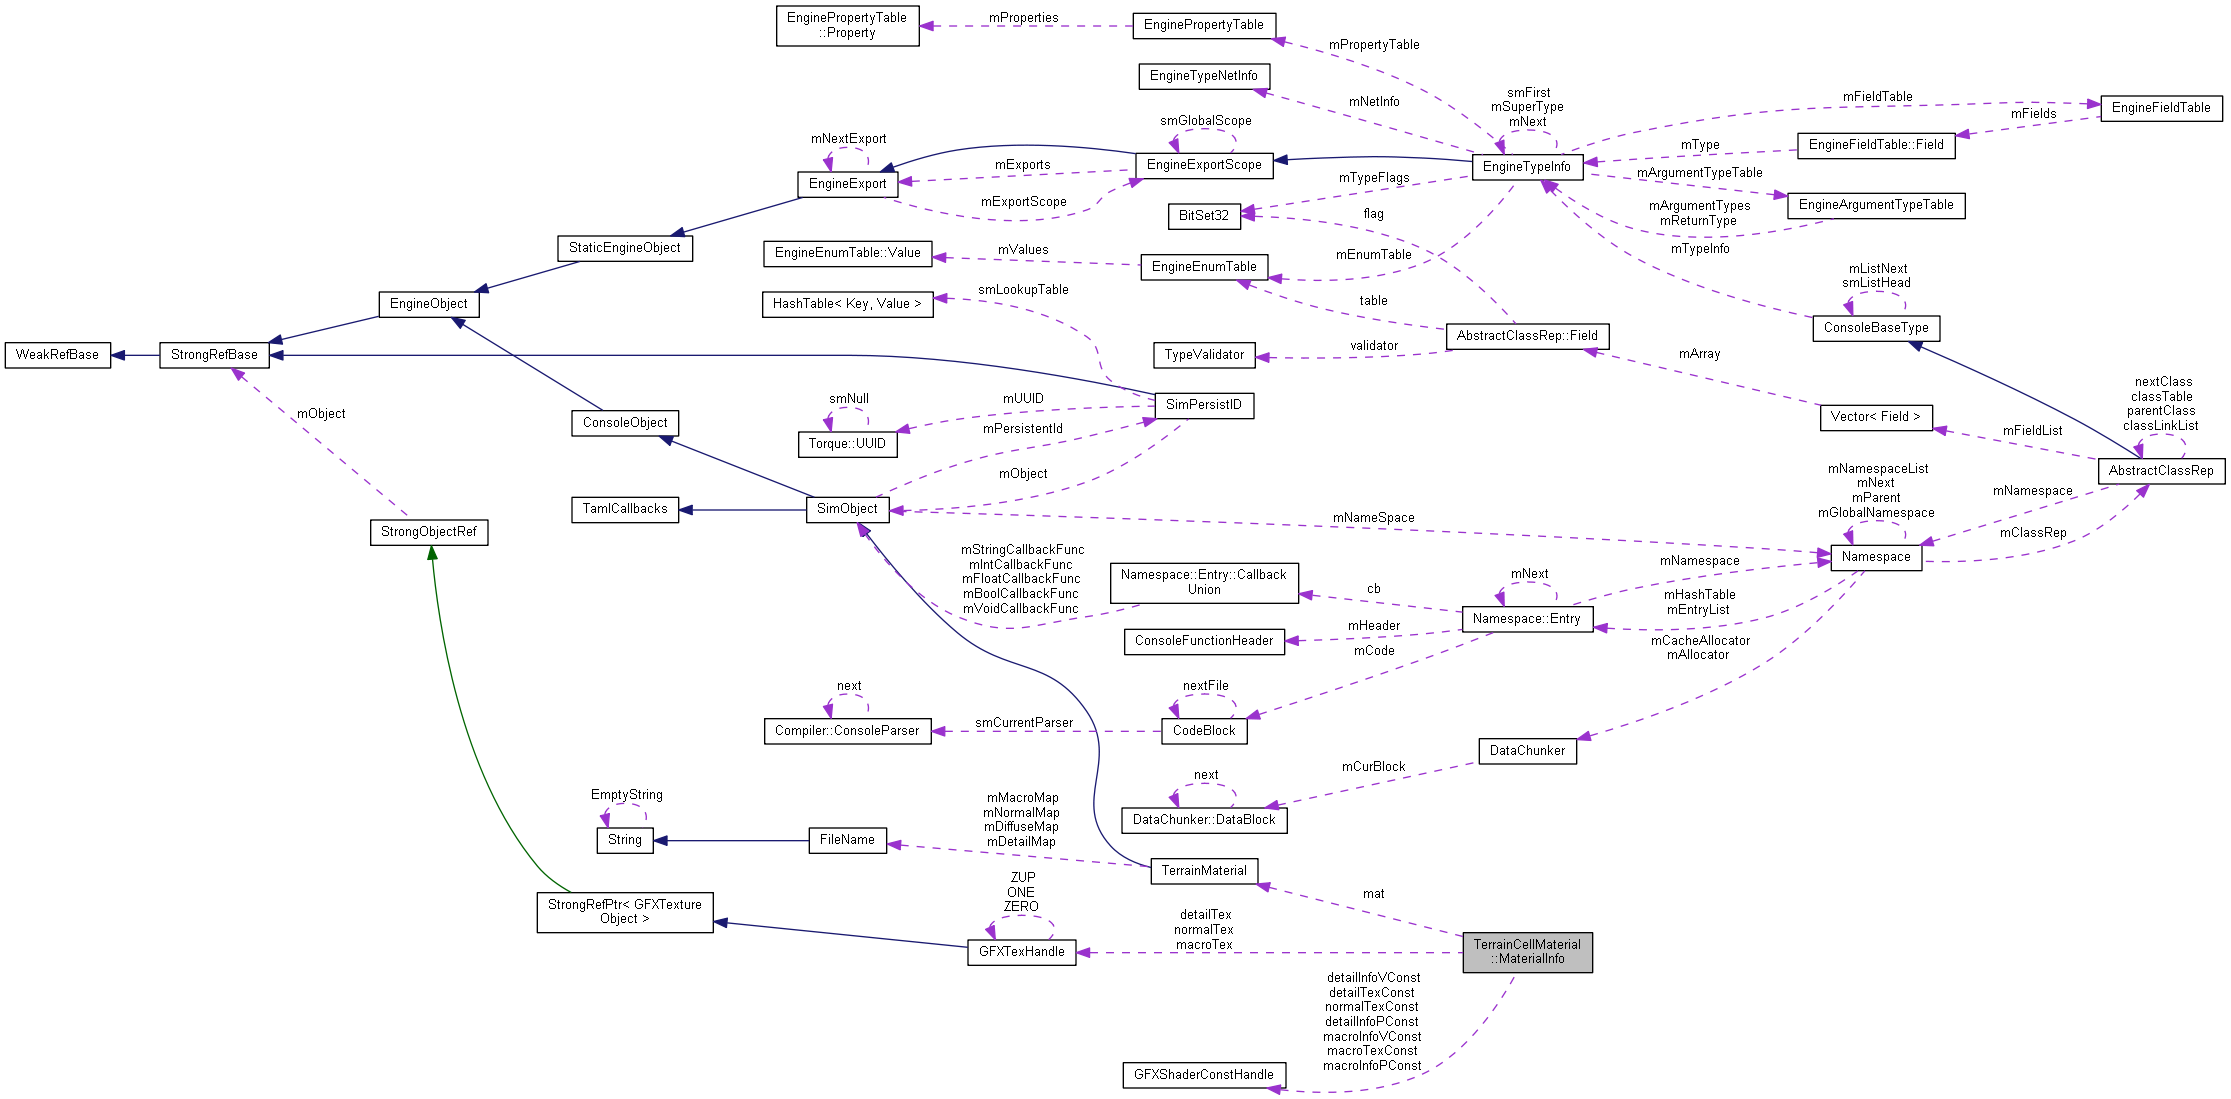 EnginePropertyTable
::Property
mProperties
EnginePropertyTable
mPropertyTable
EngineTypeNetInfo
mNetInfo
smFirst
mSuperType
mNext
mFieldTable
EngineFieldTable
mFields
EngineFieldTable::Field
mType
smGlobalScope
mNextExport
EngineExportScope
mExports
EngineExport
mExportScope
EngineTypeInfo
mTypeFlags
mArgumentTypeTable
EngineArgumentTypeTable
mArgumentTypes
mReturnType
mTypeInfo
BitSet32
flag
StaticEngineObject
EngineEnumTable::Value
mValues
EngineEnumTable
mEnumTable
mListNext
smListHead
ConsoleBaseType
HashTable< Key, Value >
smLookupTable
table
EngineObject
AbstractClassRep::Field
WeakRefBase
StrongRefBase
TypeValidator
validator
mArray
nextClass
classTable
parentClass
classLinkList
Vector< Field >
mFieldList
AbstractClassRep
mObject
ConsoleObject
smNull
Torque::UUID
mUUID
SimPersistID
mPersistentId
mObject
mNamespaceList
mNext
mParent
mGlobalNamespace
mNamespace
mClassRep
TamlCallbacks
SimObject
mNameSpace
Namespace
StrongObjectRef
mStringCallbackFunc
mIntCallbackFunc
mFloatCallbackFunc
mBoolCallbackFunc
mVoidCallbackFunc
Namespace::Entry::Callback
Union
cb
mNext
mNamespace
mHashTable
mEntryList
Namespace::Entry
ConsoleFunctionHeader
mHeader
mCode
mCacheAllocator
mAllocator
next
Compiler::ConsoleParser
smCurrentParser
nextFile
CodeBlock
DataChunker
mCurBlock
next
DataChunker::DataBlock
EmptyString
String
FileName
mMacroMap
mNormalMap
mDiffuseMap
mDetailMap
TerrainMaterial
mat
StrongRefPtr< GFXTexture
Object >
ZUP
ONE
ZERO
GFXTexHandle
detailTex
normalTex
macroTex
TerrainCellMaterial
::MaterialInfo
detailInfoVConst
detailTexConst
normalTexConst
detailInfoPConst
macroInfoVConst
macroTexConst
macroInfoPConst
GFXShaderConstHandle